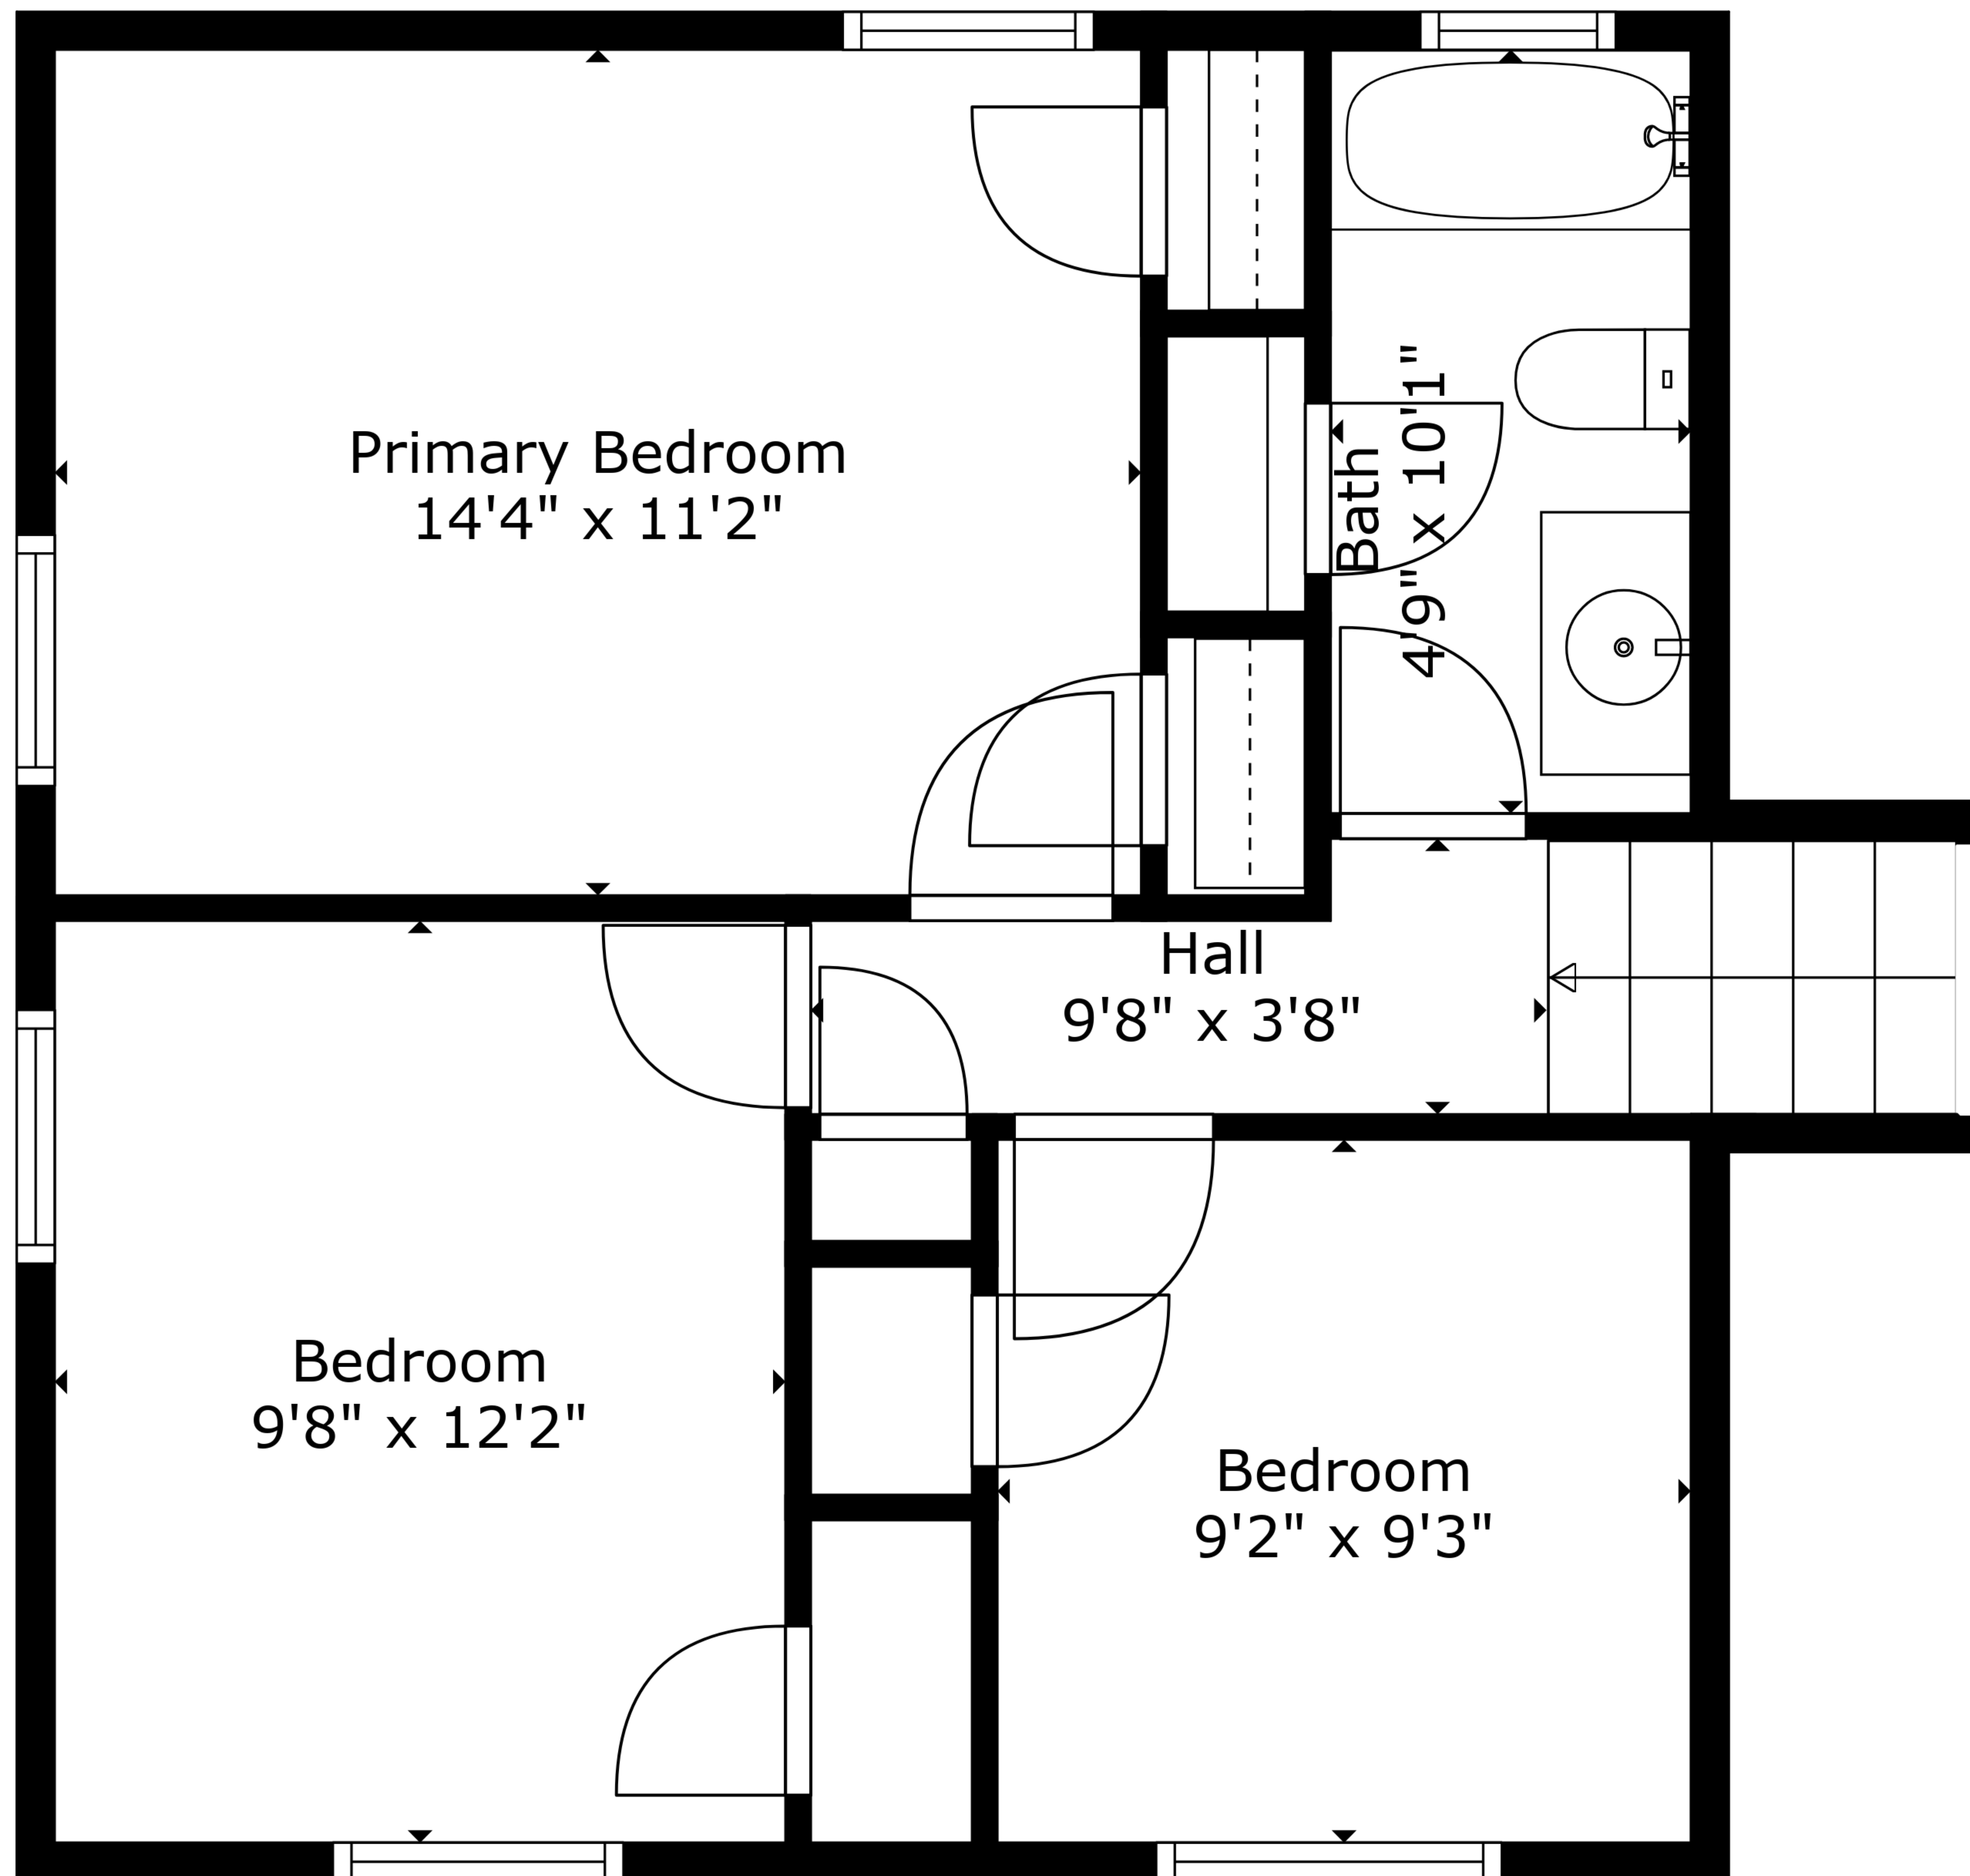 Primary Bedroom
14'4" x 11'2"
Bath
4'9" x 10'1"
Hall
9'8" x 3'8"
Bedroom
9'8" x 12'2"
Bedroom
9'2" x 9'3"